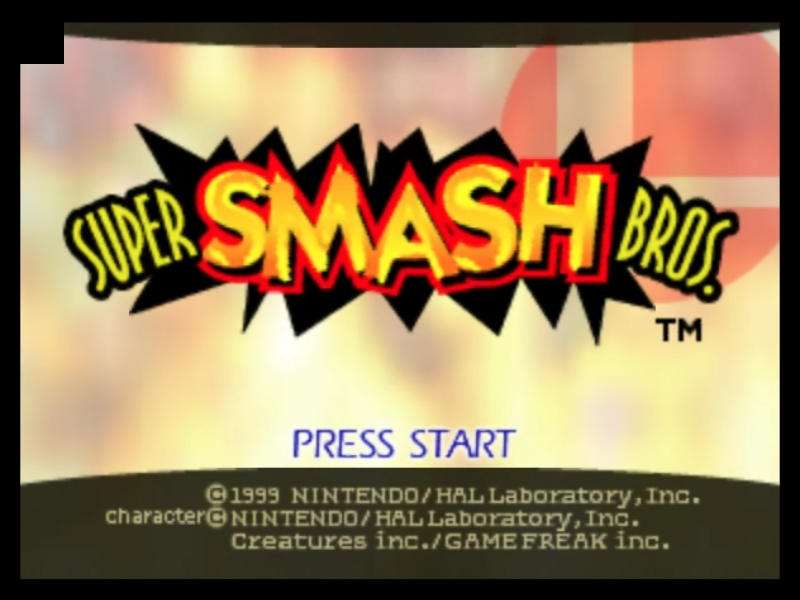 SUPER SMASH BROS.
TM
PRESS START
©1999 NINTENDO/HAL Laboratory,Inc.
character©NINTENDO/HAL Laboratory,Inc.
Creatures inc./GAME FREAK inc.